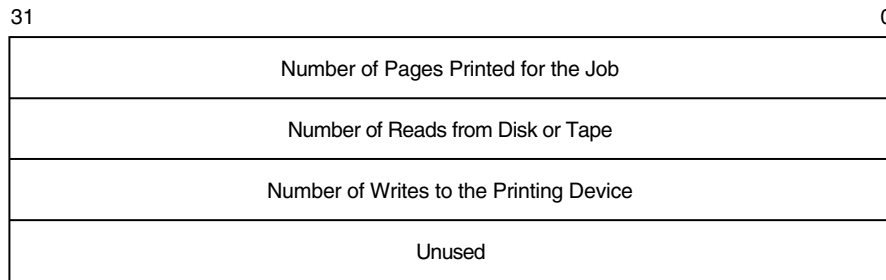 31 0
Number of Pages Printed for the Job
Number of Reads from Disk or Tape
Number of Writes to the Printing Device
Unused